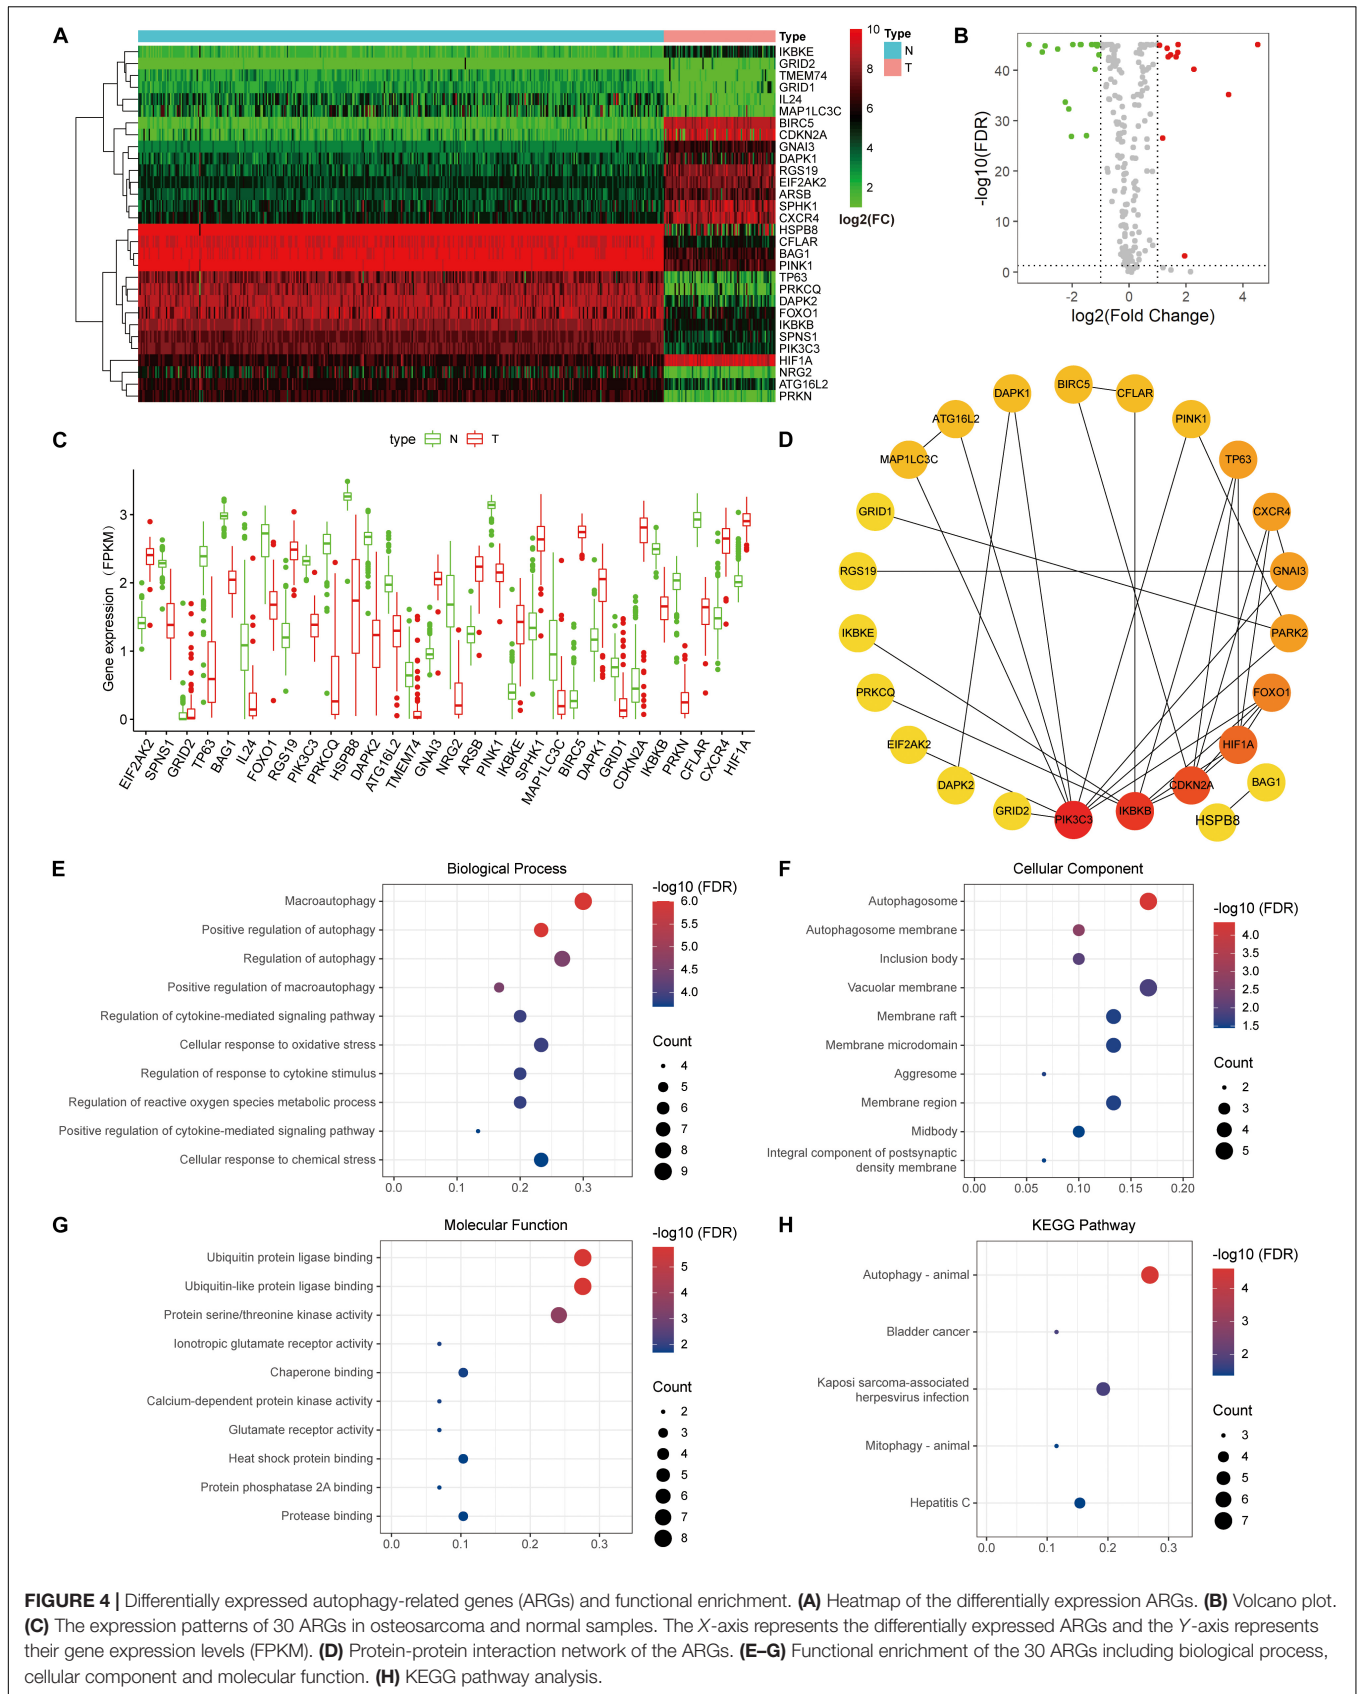 A
Type
IKBKE
GRID2
TMEM74
GRID1
IL24
MAP1LC3C
BIRC5
CDKN2A
GNAI3
DAPK1
RGS19
EIF2AK2
ARSB
SPHK1
CXCR4
HSPB8
CFLAR
BAG1
PINK1
TP63
PRKCQ
DAPK2
FOXO1
IKBKB
SPNS1
PIK3C3
HIF1A
NRG2
ATG16L2
PRKN
10
8
6
4
2
log2(FC)
Type
N
T
B
-log10(FDR)
40
30
20
10
0
-2 0 2 4
log2(Fold Change)
C
type N T
Gene expression (FPKM)
3
2
1
0
EIF2AK2
SPNS1
GRID2
TP63
BAG1
IL24
FOXO1
RGS19
PIK3C3
PRKCQ
HSPB8
DAPK2
ATG16L2
TMEM74
GNAI3
NRG2
ARSB
PINK1
IKBKE
SPHK1
MAP1LC3C
BIRC5
DAPK1
GRID1
CDKN2A
IKBKB
PRKN
CFLAR
CXCR4
HIF1A
D
BIRC5
CFLAR
DAPK1
PINK1
ATG16L2
TP63
MAP1LC3C
CXCR4
GRID1
GNAI3
RGS19
PARK2
IKBKE
FOXO1
PRKCQ
HIF1A
EIF2AK2
BAG1
DAPK2
CDKN2A
GRID2
IKBKB
PIK3C3
HSPB8
E
Biological Process
Macroautophagy
Positive regulation of autophagy
Regulation of autophagy
Positive regulation of macroautophagy
Regulation of cytokine-mediated signaling pathway
Cellular response to oxidative stress
Regulation of response to cytokine stimulus
Regulation of reactive oxygen species metabolic process
Positive regulation of cytokine-mediated signaling pathway
Cellular response to chemical stress
0.0 0.1 0.2 0.3
-log10 (FDR)
6.0
5.5
5.0
4.5
4.0
Count
4
5
6
7
8
9
F
Cellular Component
Autophagosome
Autophagosome membrane
Inclusion body
Vacuolar membrane
Membrane raft
Membrane microdomain
Aggresome
Membrane region
Midbody
Integral component of postsynaptic
density membrane
0.00 0.05 0.10 0.15 0.20
-log10 (FDR)
4.0
3.5
3.0
2.5
2.0
1.5
Count
2
3
4
5
G
Molecular Function
Ubiquitin protein ligase binding
Ubiquitin-like protein ligase binding
Protein serine/threonine kinase activity
Ionotropic glutamate receptor activity
Chaperone binding
Calcium-dependent protein kinase activity
Glutamate receptor activity
Heat shock protein binding
Protein phosphatase 2A binding
Protease binding
0.0 0.1 0.2 0.3
-log10 (FDR)
5
4
3
2
Count
2
3
4
5
6
7
8
H
KEGG Pathway
Autophagy - animal
Bladder cancer
Kaposi sarcoma-associated
herpesvirus infection
Mitophagy - animal
Hepatitis C
0.0 0.1 0.2 0.3
-log10 (FDR)
4
3
2
Count
3
4
5
6
7
FIGURE 4 | Differentially expressed autophagy-related genes (ARGs) and functional enrichment. (A) Heatmap of the differentially expression ARGs. (B) Volcano plot.
(C) The expression patterns of 30 ARGs in osteosarcoma and normal samples. The X-axis represents the differentially expressed ARGs and the Y-axis represents
their gene expression levels (FPKM). (D) Protein-protein interaction network of the ARGs. (E–G) Functional enrichment of the 30 ARGs including biological process,
cellular component and molecular function. (H) KEGG pathway analysis.